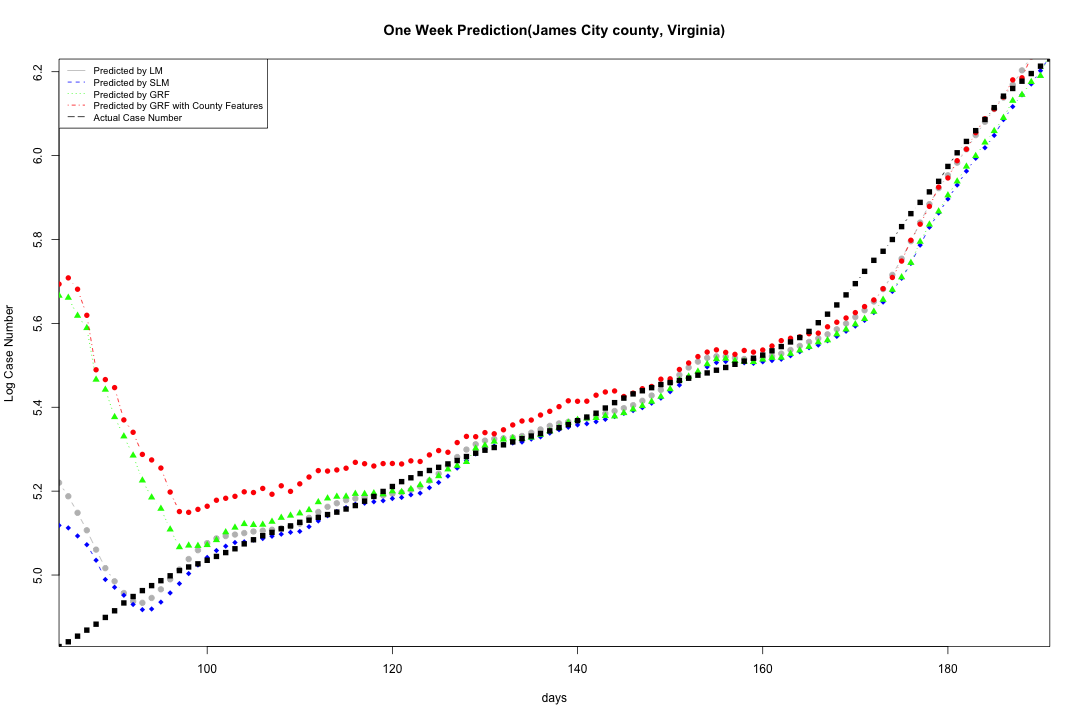 One Week Prediction(James City county, Virginia)
Predicted by LM
Predicted by SLM
Predicted by GRF
Predicted by GRF with County Features
Actual Case Number
Log Case Number
6.2
6.0
5.8
5.6
5.4
5.2
5.0
100 120 140 160 180
days